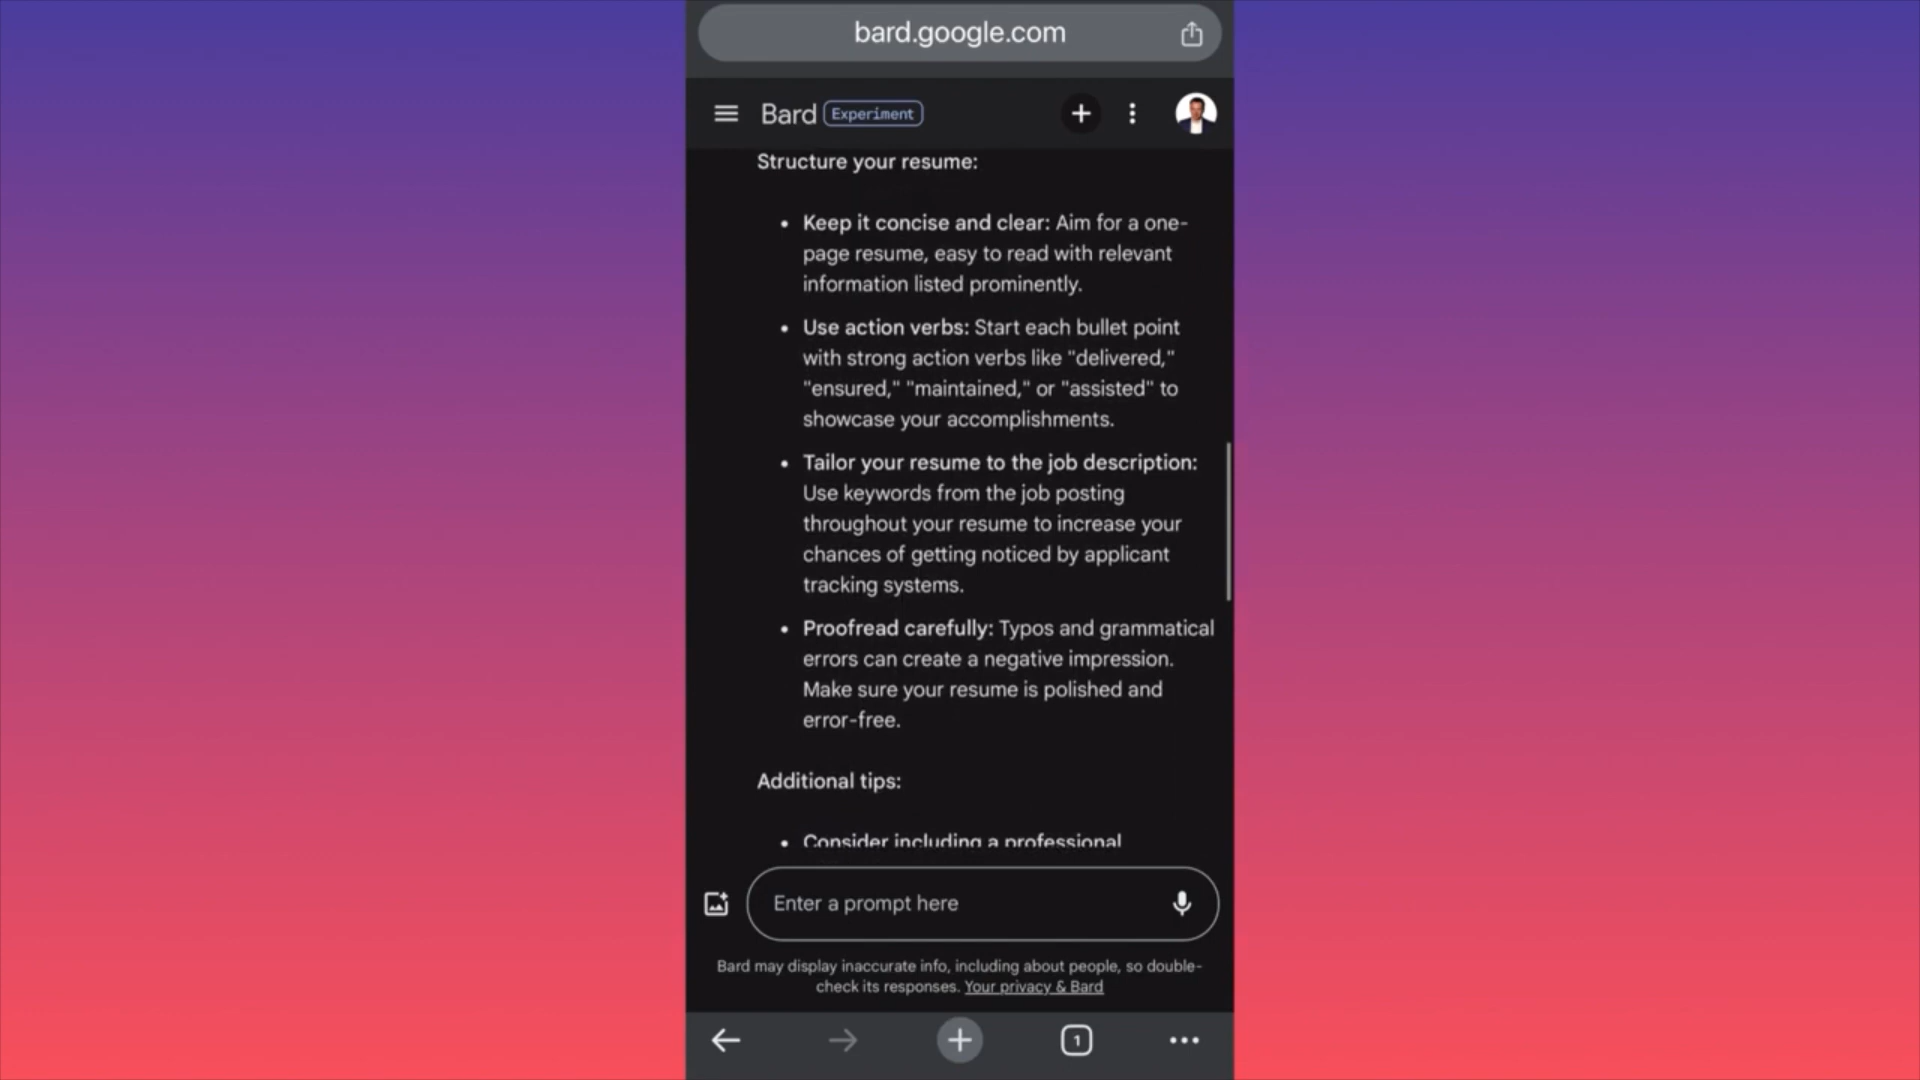 bard.google.com
Bard Experiment
Structure your resume:
• Keep it concise and clear: Aim for a one-
page resume, easy to read with relevant
information listed prominently.
• Use action verbs: Start each bullet point
with strong action verbs like "delivered,"
"ensured," "maintained," or "assisted" to
showcase your accomplishments.
• Tailor your resume to the job description:
Use keywords from the job posting
throughout your resume to increase your
chances of getting noticed by applicant
tracking systems.
• Proofread carefully: Typos and grammatical
errors can create a negative impression.
Make sure your resume is polished and
error-free.
Additional tips:
• Consider including a professional
Enter a prompt here
Bard may display inaccurate info, including about people, so double-
check its responses. Your privacy & Bard
1